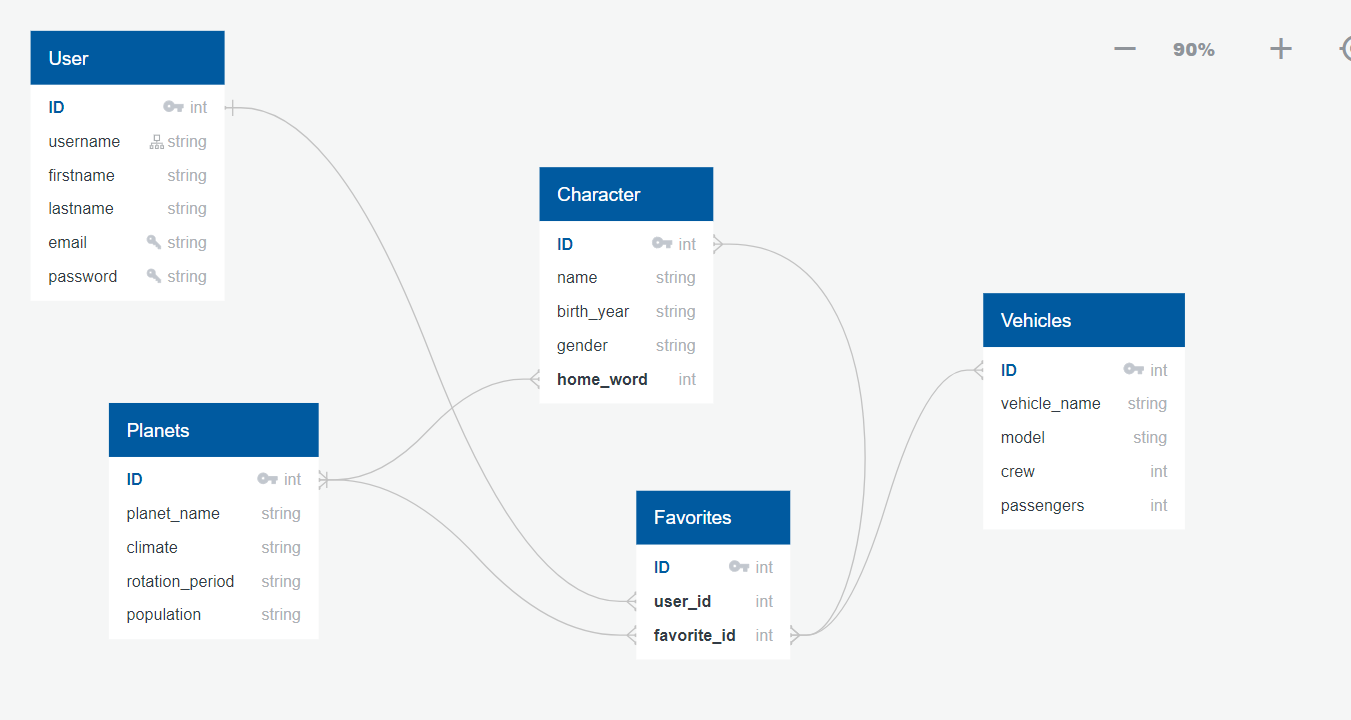 90%
User
ID int
username string
firstname string
lastname string
email string
password string
Character
ID int
name string
birth_year string
gender string
home_word int
Vehicles
ID int
vehicle_name string
model sting
crew int
passengers int
Planets
ID int
planet_name string
climate string
rotation_period string
population string
Favorites
ID int
user_id int
favorite_id int